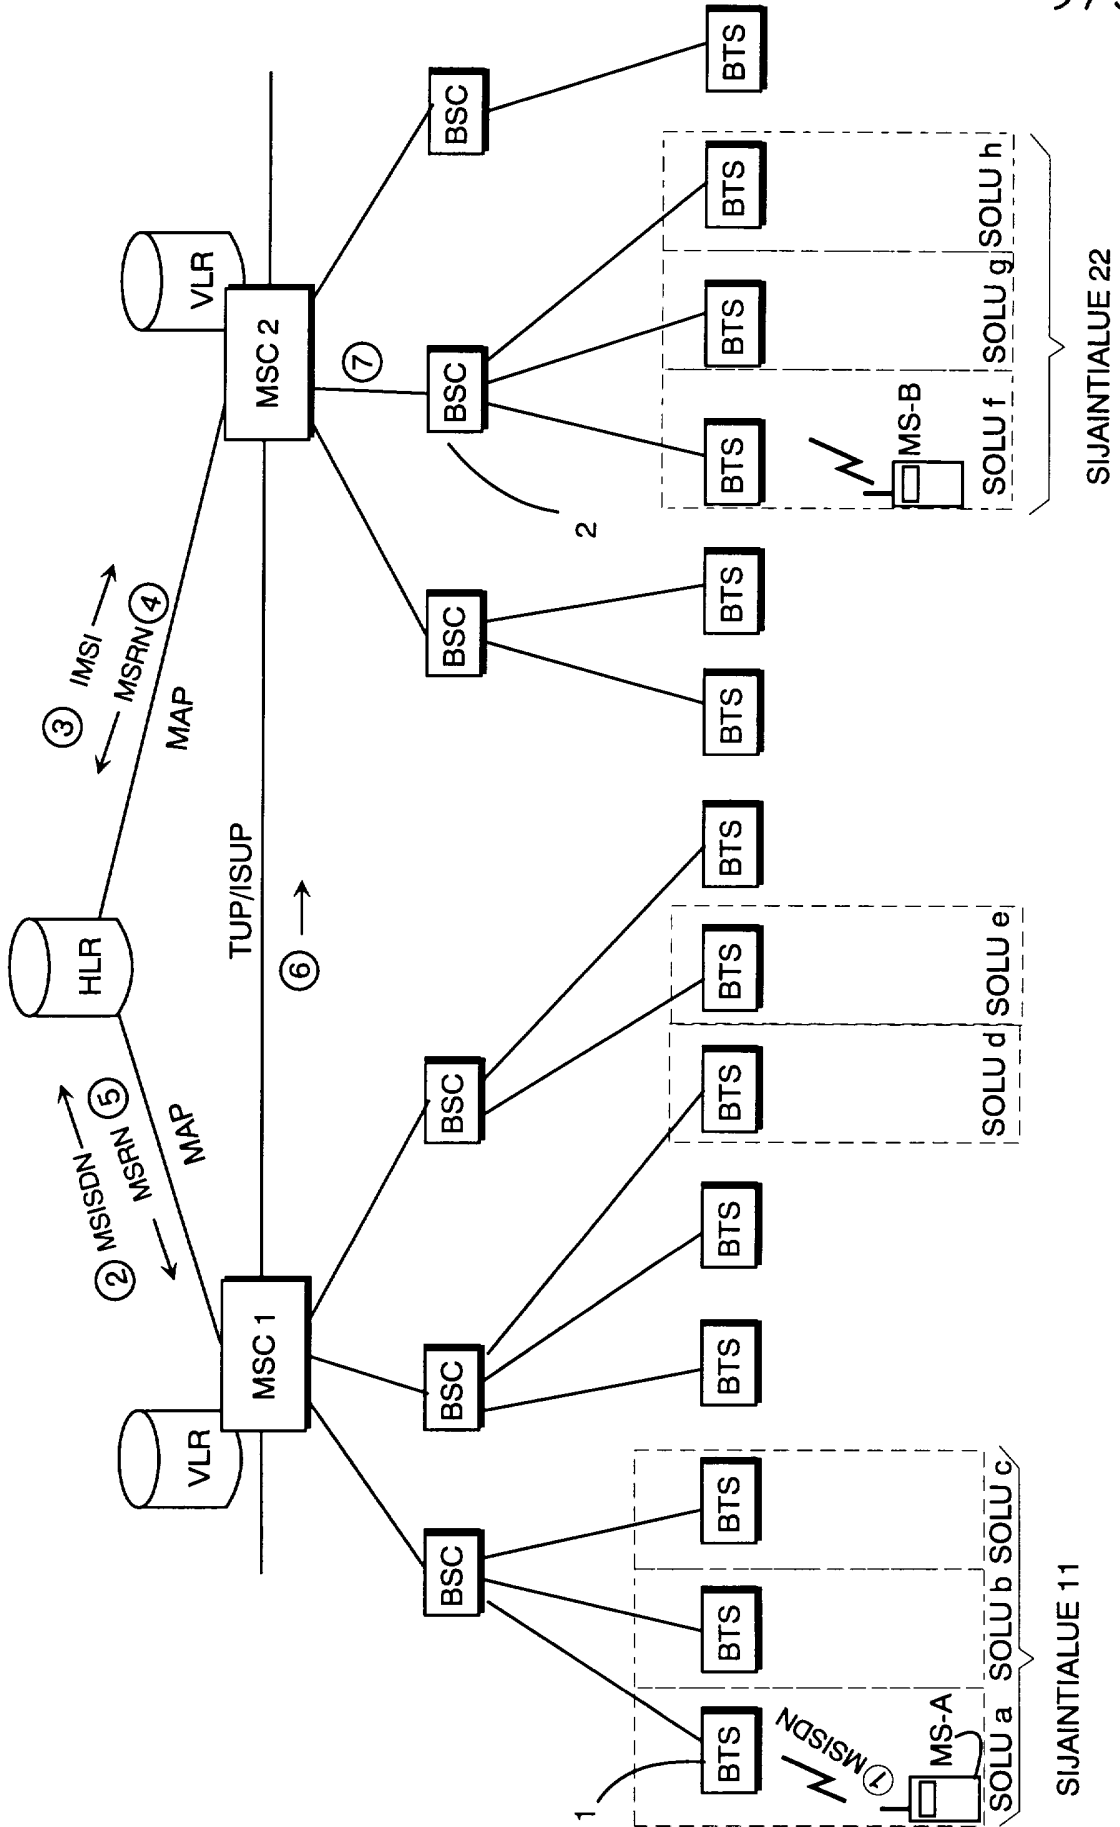 HLR
③ IMSI
MSRN ④
② MSISDN
MSRN ⑤
MAP
MAP
VLR
VLR
MSC 1
TUP/ISUP
MSC 2
⑥
⑦
BSC
BSC
BSC
BSC
BSC
BSC
2
1
BTS
BTS
BTS
BTS
BTS
BTS
BTS
BTS
BTS
BTS
BTS
BTS
BTS
BTS
① MSISDN
MS-A
MS-B
SOLU a
SOLU b
SOLU c
SOLU d
SOLU e
SOLU f
SOLU g
SOLU h
SIJAINTIALUE 11
SIJAINTIALUE 22